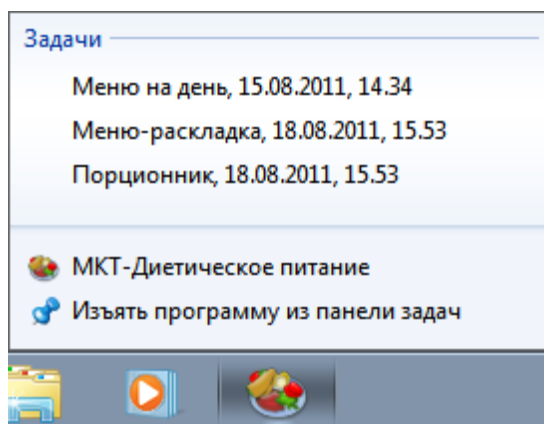 Задачи
Меню на день, 15.08.2011, 14.34
Меню-раскладка, 18.08.2011, 15.53
Порционник, 18.08.2011, 15.53
МКТ-Диетическое питание
Изъять программу из панели задач